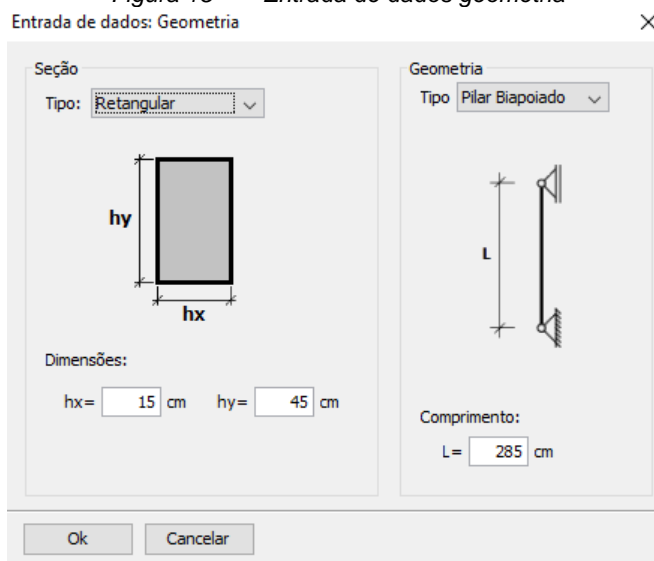 Figura 18 Entrada de dados geometria
Entrada de dados: Geometria
Seção
Tipo: Retangular
hy
hx
Dimensões:
hx= 15 cm hy= 45 cm
Geometria
Tipo Pilar Biapoiado
L
Comprimento:
L= 285 cm
Ok Cancelar